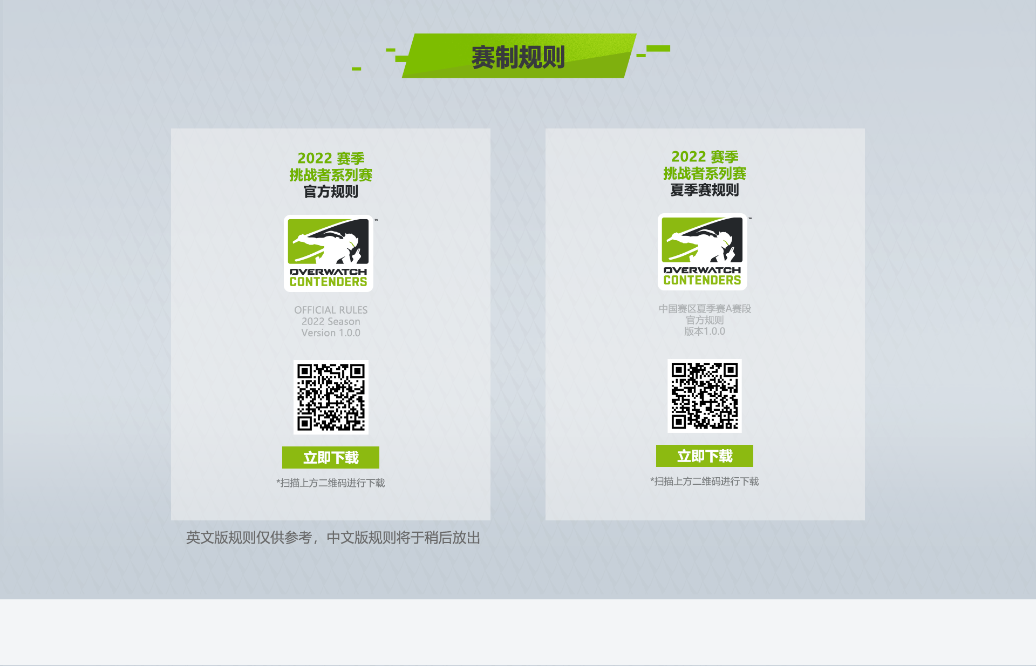 赛制规则
2022 赛季
挑战者系列赛
官方规则
OVERWATCH
CONTENDERS
OFFICIAL RULES
2022 Season
Version 1.0.0
立即下载
*扫描上方二维码进行下载
英文版规则仅供参考，中文版规则将于稍后放出
2022 赛季
挑战者系列赛
夏季赛规则
OVERWATCH
CONTENDERS
中国赛区夏季赛A赛段
官方规则
版本1.0.0
立即下载
*扫描上方二维码进行下载